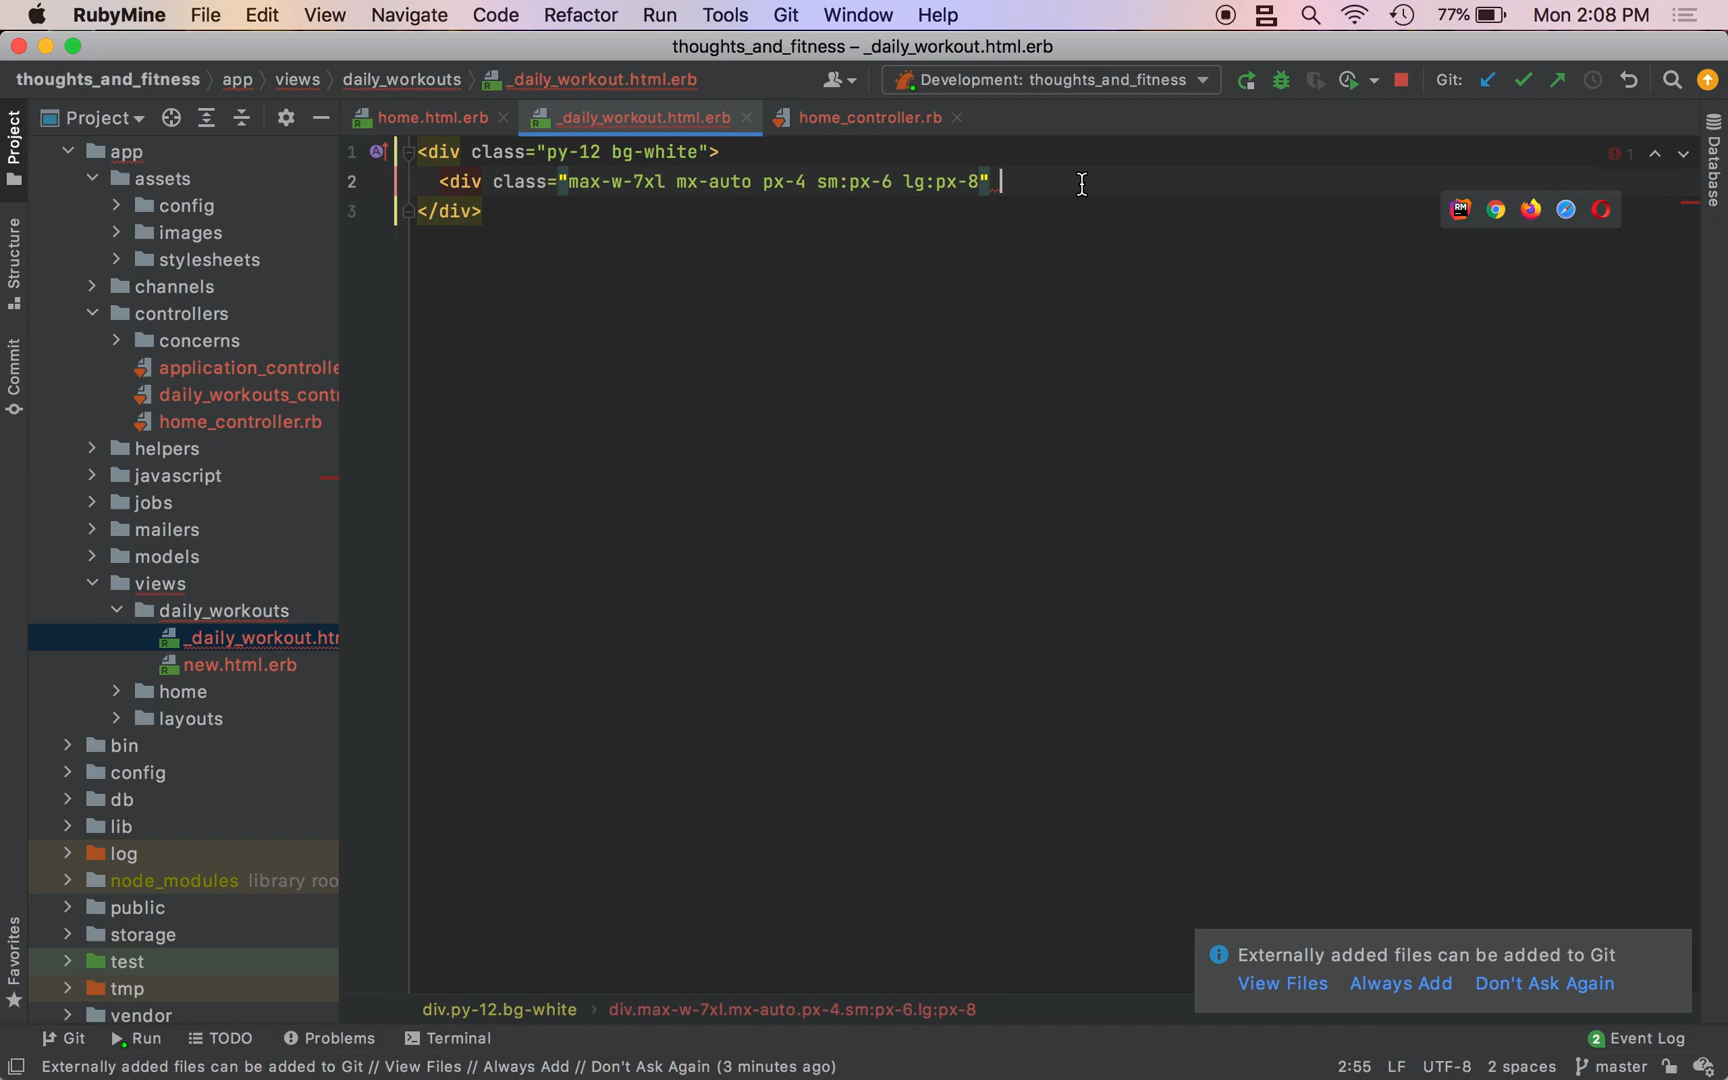 RubyMine File Edit View Navigate Code Refactor Run Tools Git Window Help 77% Mon 2:08 PM
thoughts_and_fitness – _daily_workout.html.erb
thoughts_and_fitness app views daily_workouts _daily_workout.html.erb Development: thoughts_and_fitness Git:
Project
Project
home.html.erb
_daily_workout.html.erb
home_controller.rb
Database
Structure
Commit
Favorites
app
assets
config
images
stylesheets
channels
controllers
concerns
application_controlle
daily_workouts_contr
home_controller.rb
helpers
javascript
jobs
mailers
models
views
daily_workouts
_daily_workout.htm
new.html.erb
home
layouts
bin
config
db
lib
log
node_modules library roo
public
storage
test
tmp
vendor
1 <div class="py-12 bg-white">
2 <div class="max-w-7xl mx-auto px-4 sm:px-6 lg:px-8"
3 </div>
1
Externally added files can be added to Git
View Files Always Add Don't Ask Again
div.py-12.bg-white div.max-w-7xl.mx-auto.px-4.sm:px-6.lg:px-8
Git Run TODO Problems Terminal 2 Event Log
Externally added files can be added to Git // View Files // Always Add // Don't Ask Again (3 minutes ago) 2:55 LF UTF-8 2 spaces master